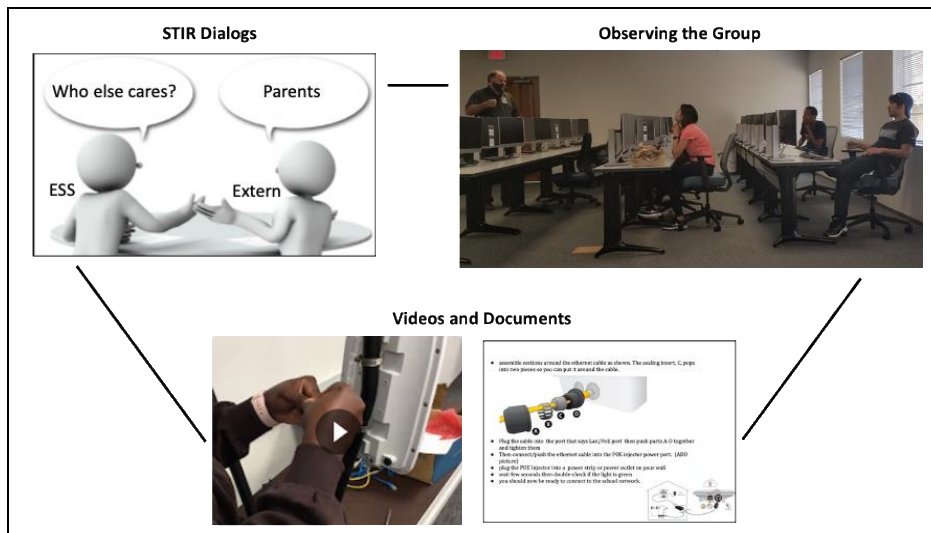 STIR Dialogs
Observing the Group
Who else cares?
Parents
ESS
Extern
Videos and Documents
assemble sections around the ethernet cable as shown. The sealing insert, C, pops
into two pieces so you can put it around the cable.
A
B
C
D
Plug the cable into the port that says Lan/PoE port then push parts A-D together
and tighten them
Then connect/push the ethernet cable into the POE injector power port. (ADD
picture)
plug the POE Injector into a power strip or power outlet on your wall
wait few seconds then double-check if the light is green
you should now be ready to connect to the school network.